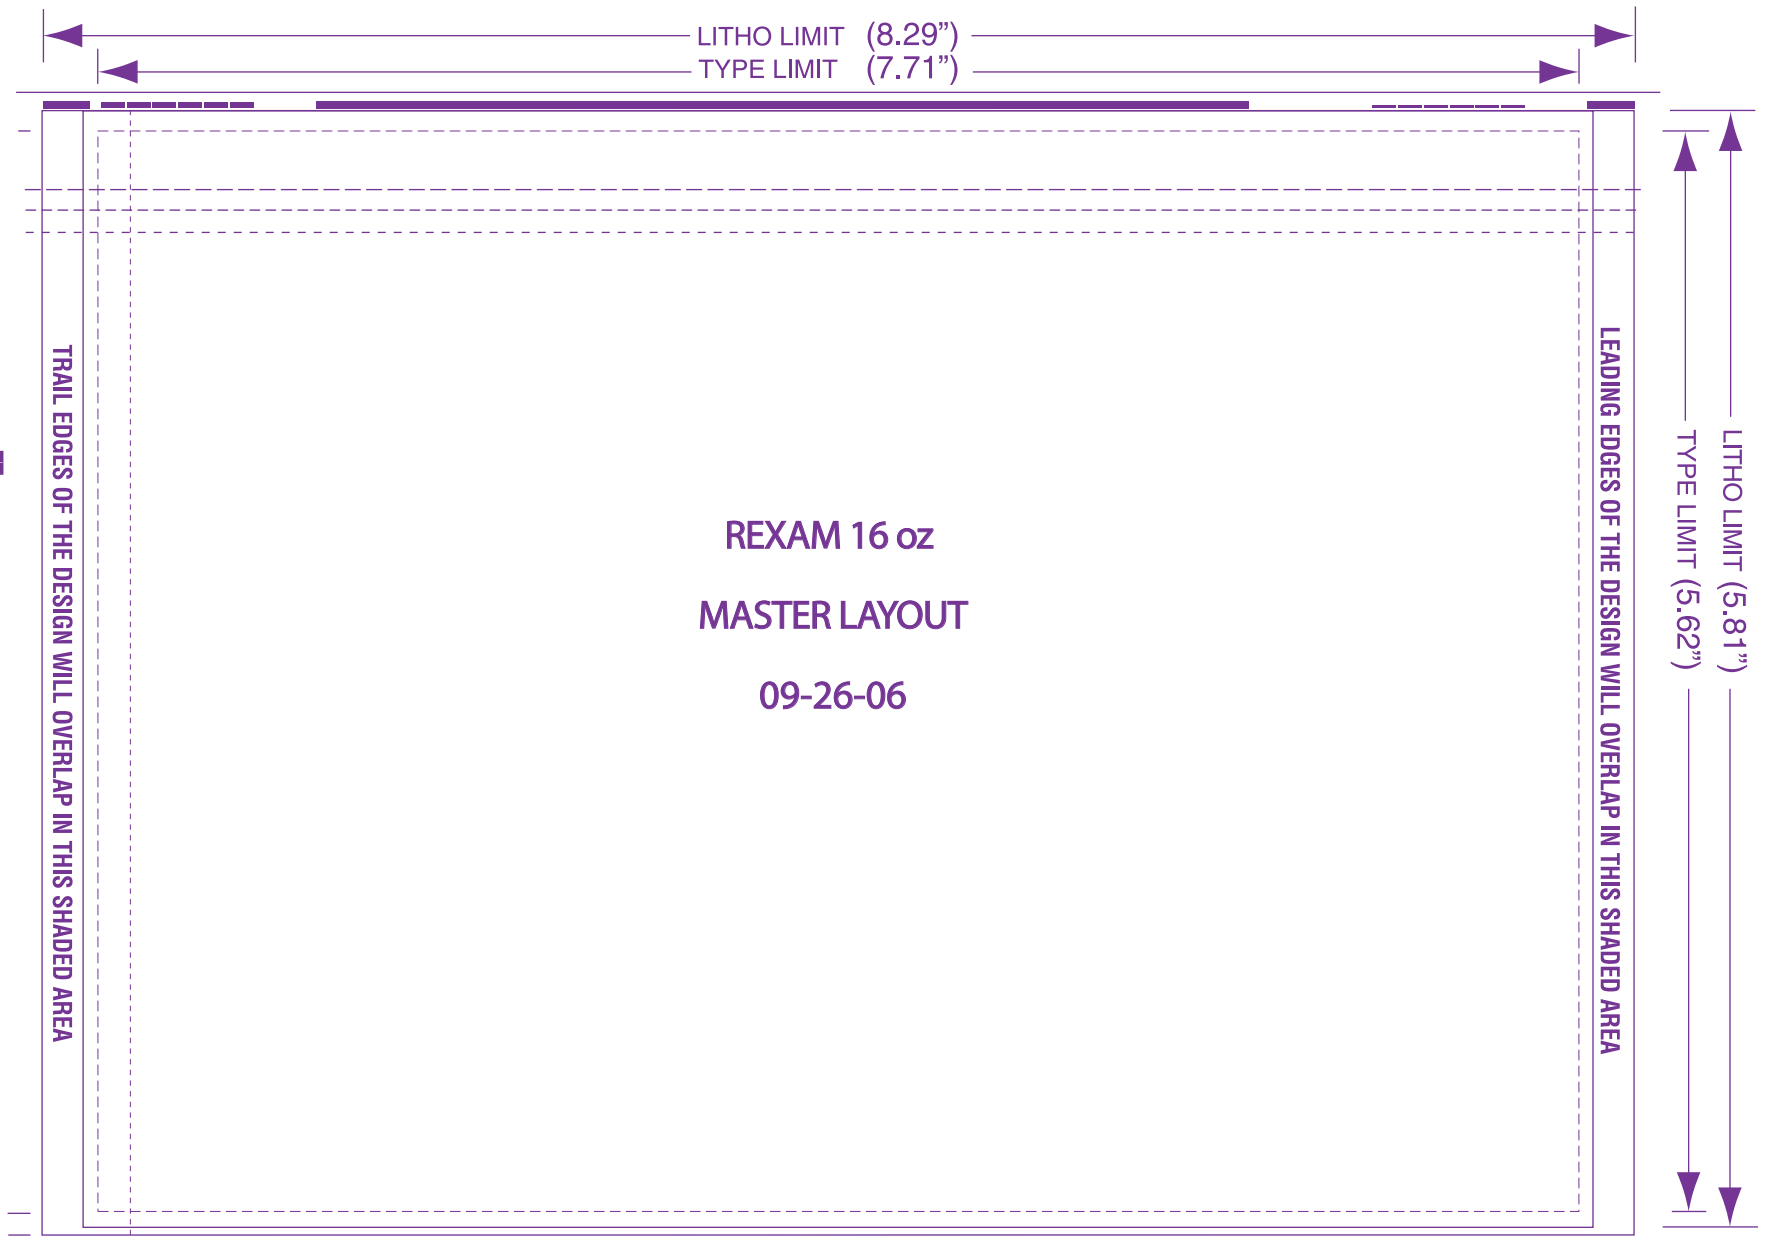 LITHO LIMIT (8.29”)
TYPE LIMIT (7.71”)
TRAIL EDGES OF THE DESIGN WILL OVERLAP IN THIS SHADED AREA
REXAM 16 oz
MASTER LAYOUT
09-26-06
LEADING EDGES OF THE DESIGN WILL OVERLAP IN THIS SHADED AREA
TYPE LIMIT (5.62”)
LITHO LIMIT (5.81”)